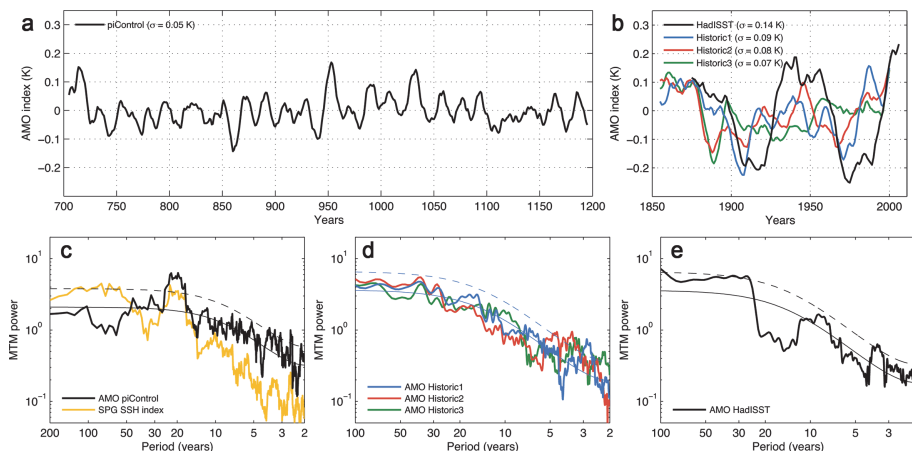 a
piControl (σ = 0.05 K)
AMO index (K)
0.3
0.2
0.1
0
−0.1
−0.2
700 750 800 850 900 950 1000 1050 1100 1150 1200
Years
b
HadISST (σ = 0.14 K)
Historic1 (σ = 0.09 K)
Historic2 (σ = 0.08 K)
Historic3 (σ = 0.07 K)
AMO index (K)
0.3
0.2
0.1
0
−0.1
−0.2
1850 1900 1950 2000
Years
c
MTM power
10¹
10⁰
10⁻¹
AMO piControl
SPG SSH index
200 100 50 20 10 5 3 2
Period (years)
d
MTM power
10¹
10⁰
10⁻¹
AMO Historic1
AMO Historic2
AMO Historic3
100 50 30 20 10 5 3 2
Period (years)
e
MTM power
10¹
10⁰
10⁻¹
AMO HadISST
100 50 30 20 10 5 3 2
Period (years)